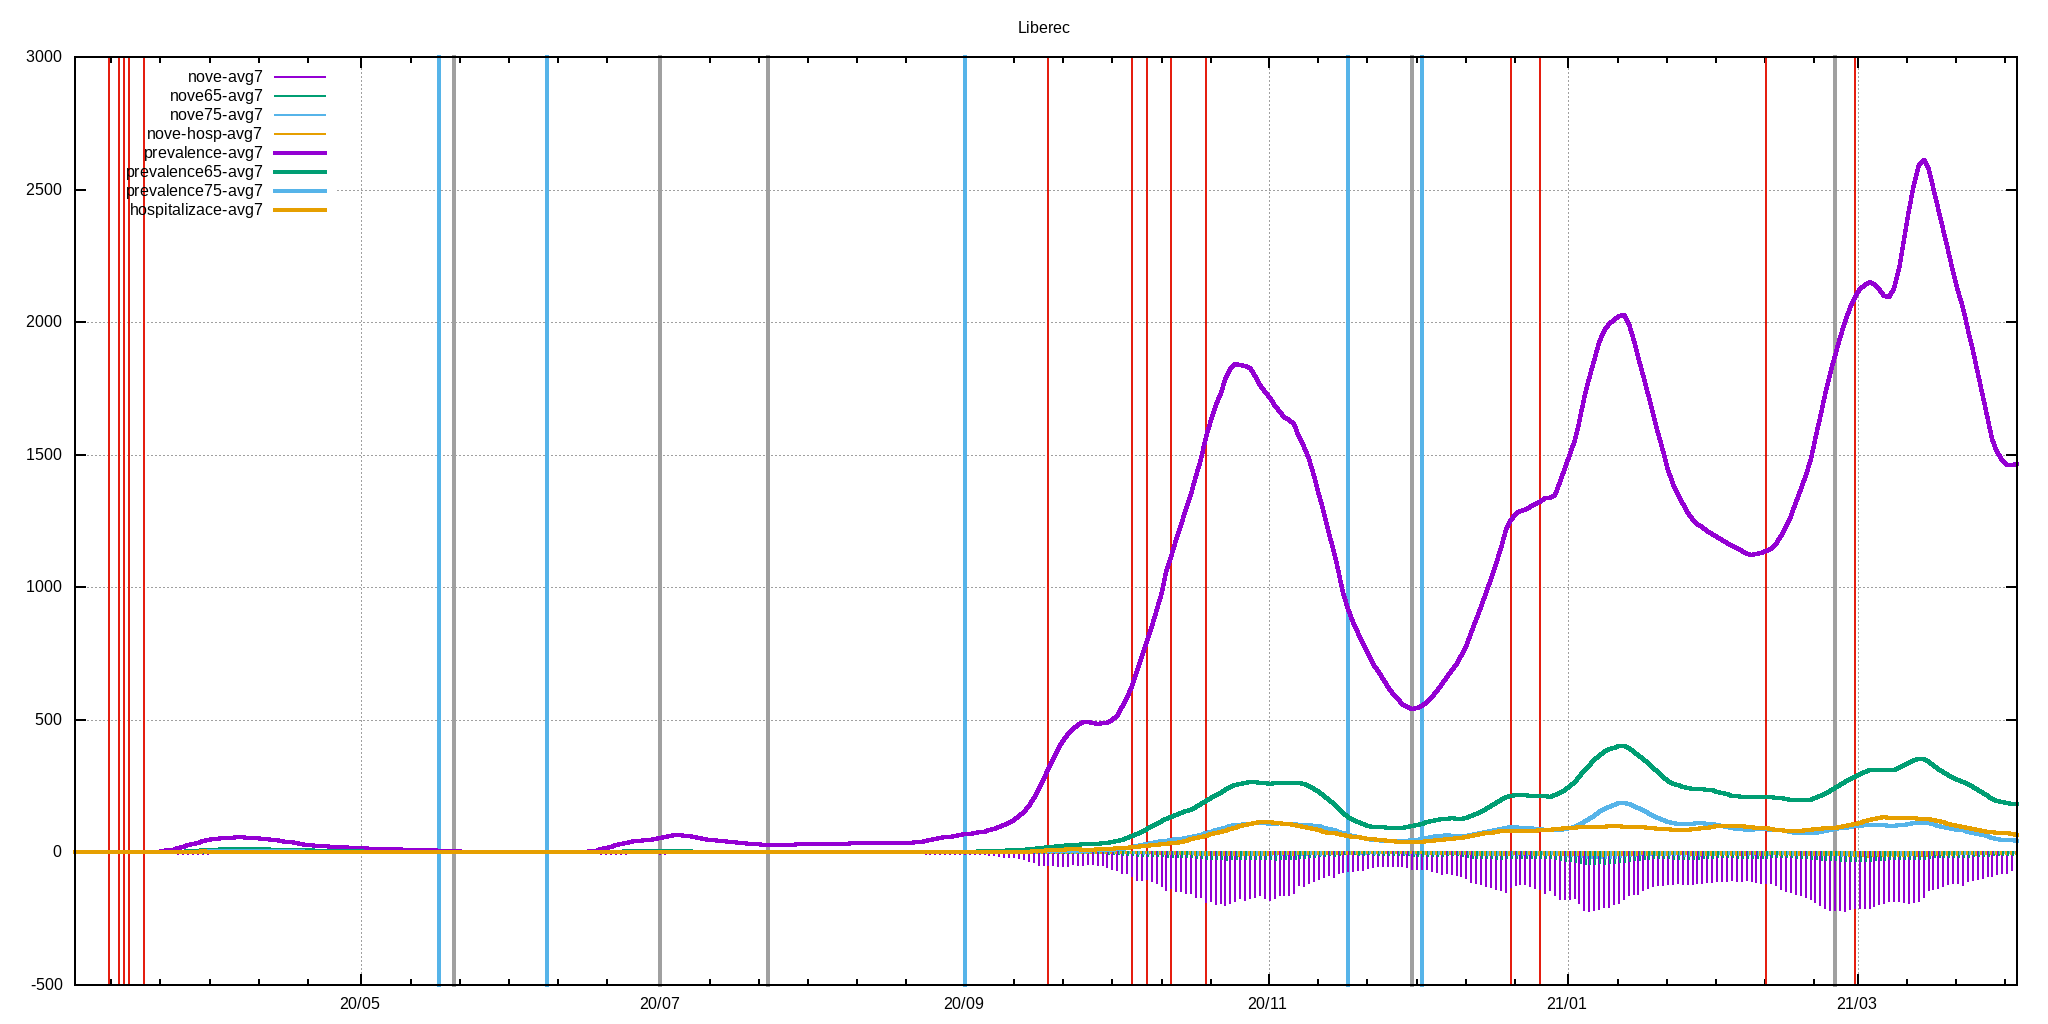 Liberec
3000
nove-avg7
nove65-avg7
nove75-avg7
nove-hosp-avg7
prevalence-avg7
prevalence65-avg7
prevalence75-avg7
hospitalizace-avg7
2500
2000
1500
1000
500
0
-500
20/05
20/07
20/09
20/11
21/01
21/03